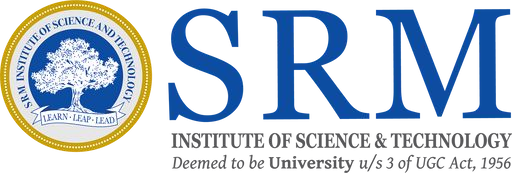 SRM INSTITUTE OF SCIENCE AND TECHNOLOGY
LEARN · LEAP · LEAD
SRM
INSTITUTE OF SCIENCE & TECHNOLOGY
Deemed to be University u/s 3 of UGC Act, 1956